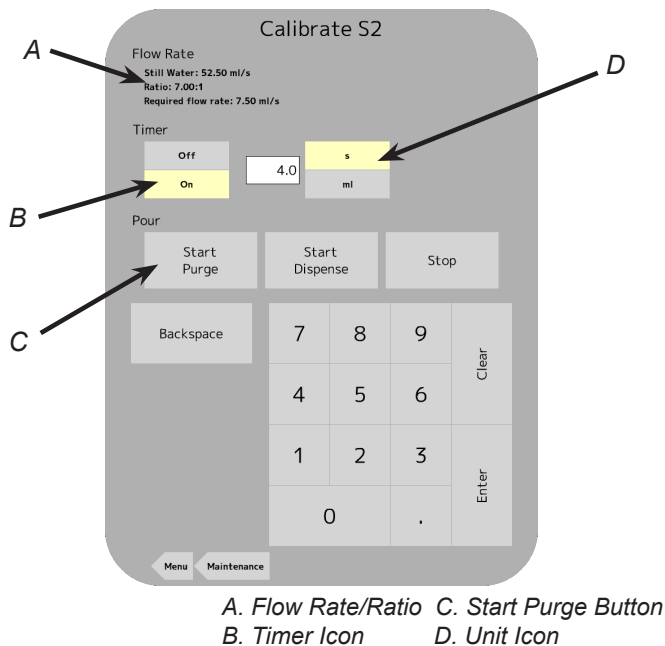 Calibrate S2
Flow Rate
A
Still Water: 52.50 ml/s
D
Ratio: 7.00:1
Required flow rate: 7.50 ml/s
Timer
Off
4.0
s
On
ml
B
Pour
Start
Purge
Start
Dispense
Stop
C
Backspace
7 8 9
Clear
4 5 6
1 2 3
Enter
0 .
Menu Maintenance
A. Flow Rate/Ratio C. Start Purge Button
B. Timer Icon D. Unit Icon